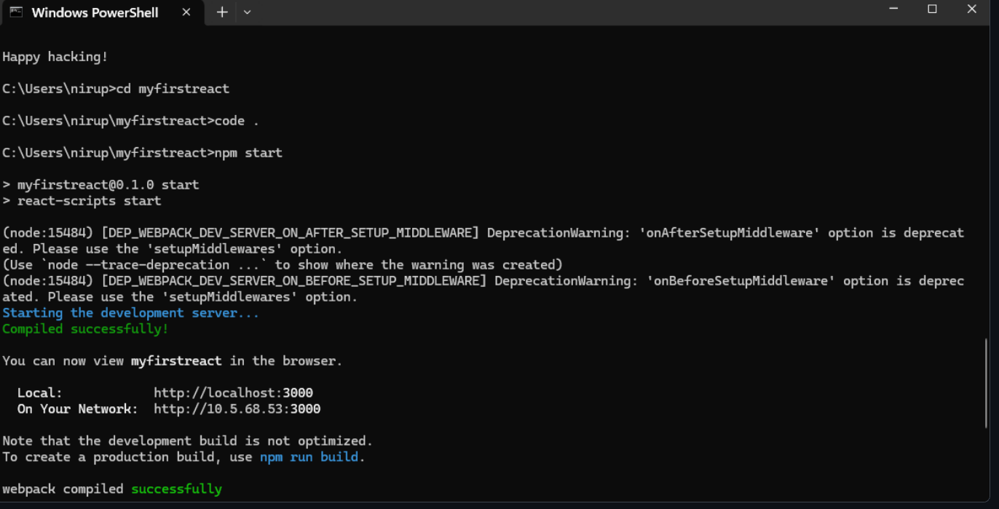 Windows PowerShell
Happy hacking!
C:\Users\nirup>cd myfirstreact
C:\Users\nirup\myfirstreact>code .
C:\Users\nirup\myfirstreact>npm start
> myfirstreact@0.1.0 start
> react-scripts start
(node:15484) [DEP_WEBPACK_DEV_SERVER_ON_AFTER_SETUP_MIDDLEWARE] DeprecationWarning: 'onAfterSetupMiddleware' option is deprecat
ed. Please use the 'setupMiddlewares' option.
(Use `node --trace-deprecation ...` to show where the warning was created)
(node:15484) [DEP_WEBPACK_DEV_SERVER_ON_BEFORE_SETUP_MIDDLEWARE] DeprecationWarning: 'onBeforeSetupMiddleware' option is deprec
ated. Please use the 'setupMiddlewares' option.
Starting the development server...
Compiled successfully!
You can now view myfirstreact in the browser.
Local: http://localhost:3000
On Your Network: http://10.5.68.53:3000
Note that the development build is not optimized.
To create a production build, use npm run build.
webpack compiled successfully